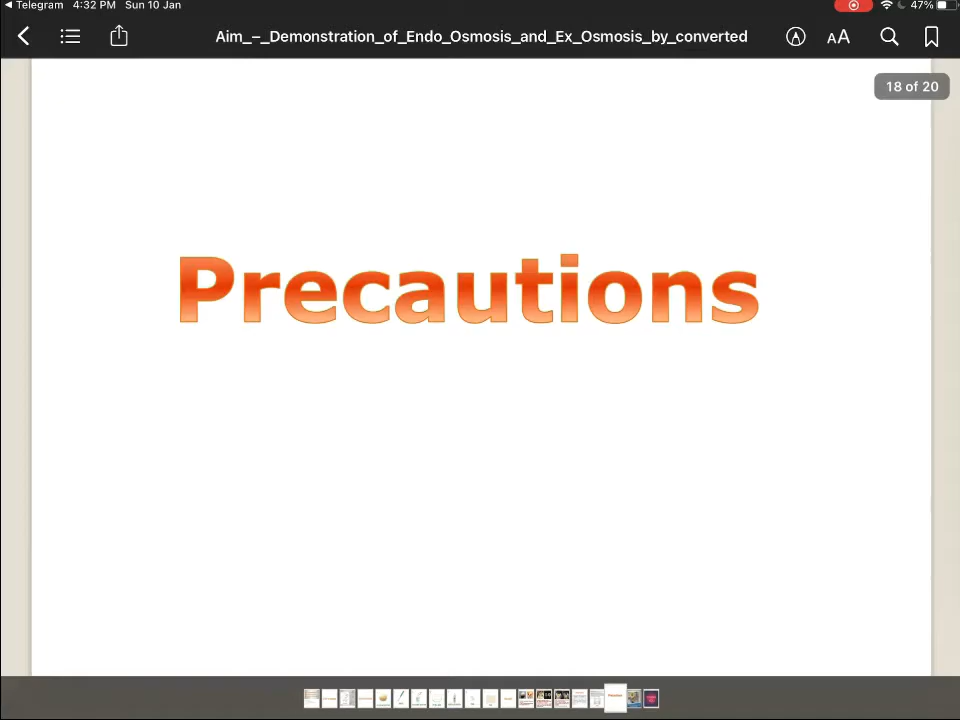 Telegram 4:32 PM Sun 10 Jan 47%
Aim_–_Demonstration_of_Endo_Osmosis_and_Ex_Osmosis_by_converted AA
18 of 20
Precautions